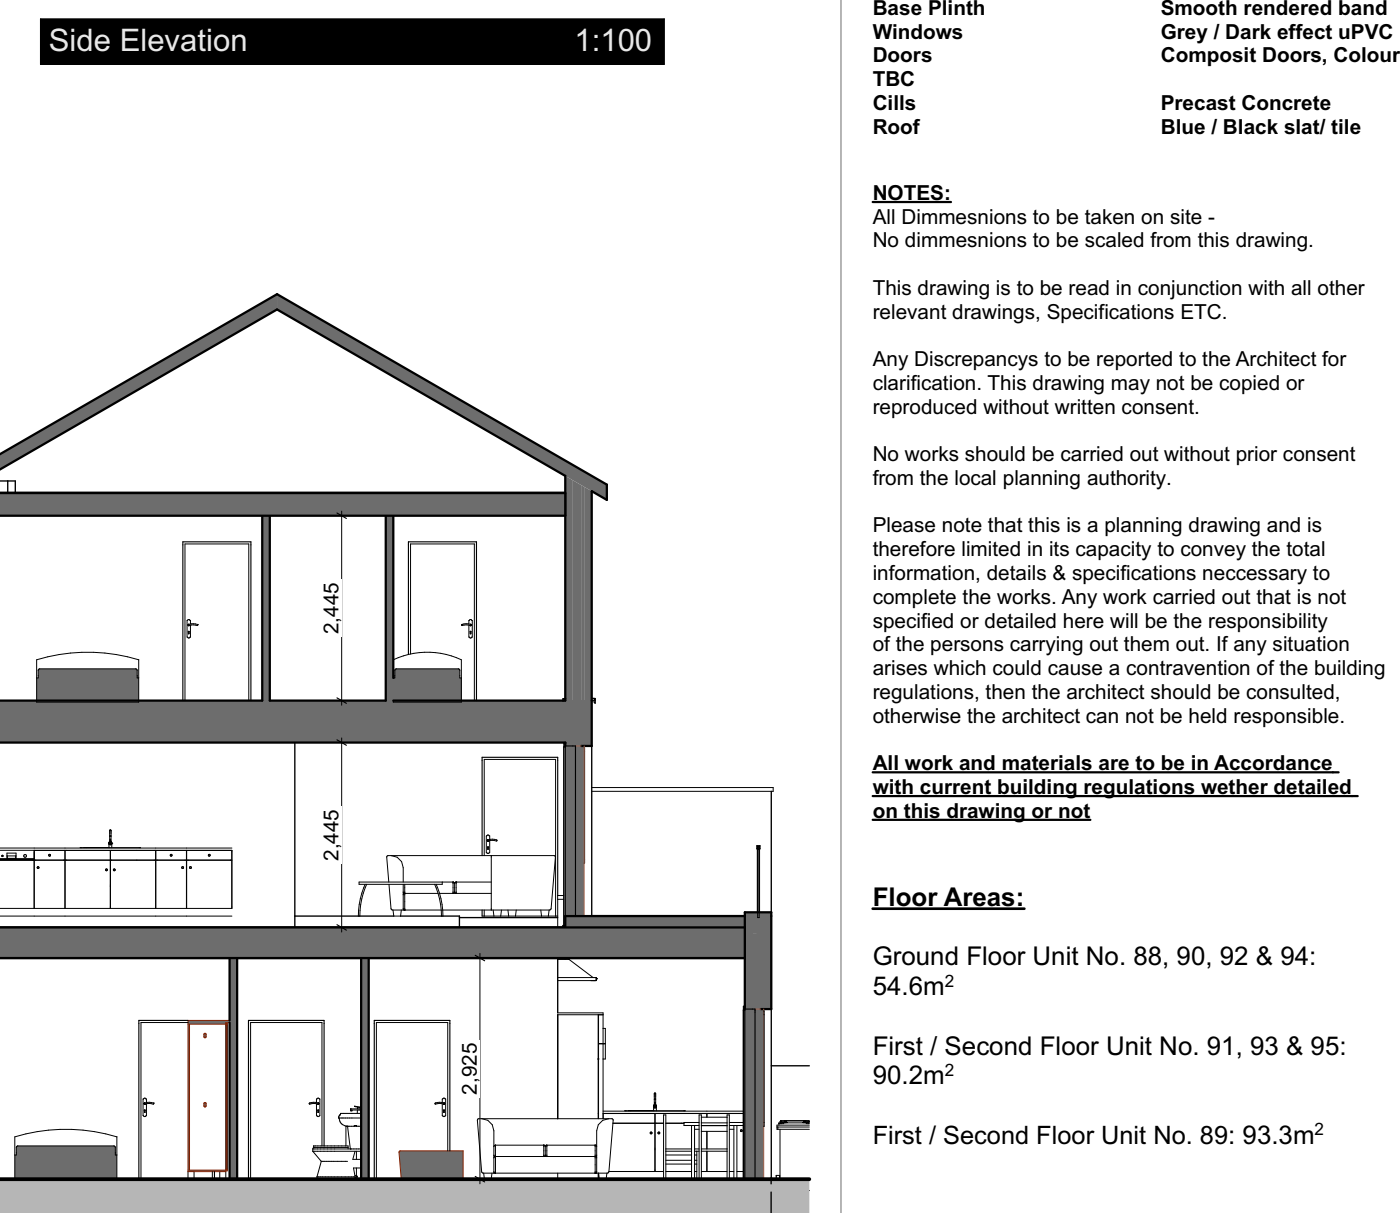 Side Elevation 1:100
2,445
2,445
2,925
Base Plinth Smooth rendered band
Windows Grey / Dark effect uPVC
Doors Composit Doors, Colour
TBC
Cills Precast Concrete
Roof Blue / Black slat/ tile
NOTES:
All Dimmesnions to be taken on site -
No dimmesnions to be scaled from this drawing.
This drawing is to be read in conjunction with all other
relevant drawings, Specifications ETC.
Any Discrepancys to be reported to the Architect for
clarification. This drawing may not be copied or
reproduced without written consent.
No works should be carried out without prior consent
from the local planning authority.
Please note that this is a planning drawing and is
therefore limited in its capacity to convey the total
information, details & specifications neccessary to
complete the works. Any work carried out that is not
specified or detailed here will be the responsibility
of the persons carrying out them out. If any situation
arises which could cause a contravention of the building
regulations, then the architect should be consulted,
otherwise the architect can not be held responsible.
All work and materials are to be in Accordance
with current building regulations wether detailed
on this drawing or not
Floor Areas:
Ground Floor Unit No. 88, 90, 92 & 94:
54.6m²
First / Second Floor Unit No. 91, 93 & 95:
90.2m²
First / Second Floor Unit No. 89: 93.3m²